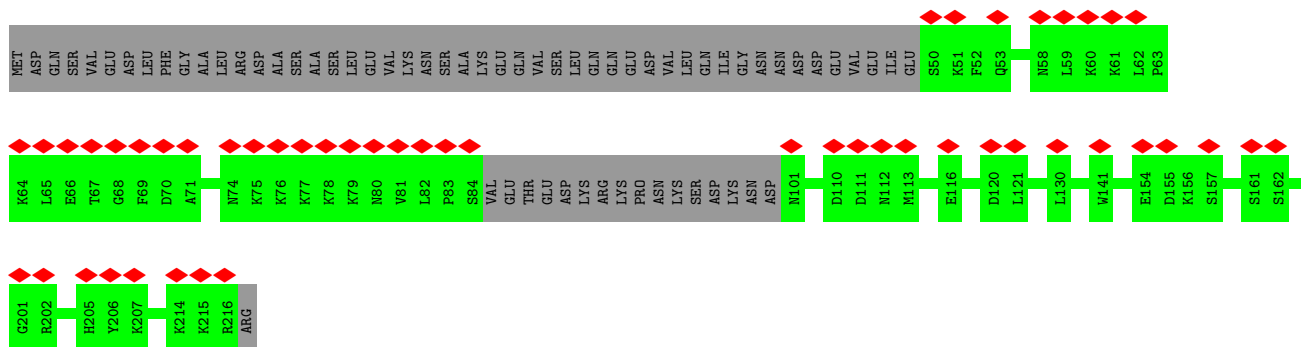 MET ASP GLN SER VAL GLU ASP LEU PHE GLY ALA LEU ARG ASP ALA SER ALA SER LEU GLU VAL LYS ASN SER ALA LYS GLU GLN VAL SER LEU GLN GLN GLU ASP VAL LEU GLN ILE GLY ASN ASN ASP ASP GLU VAL GLU ILE GLU S50 K51 F52 Q53 N58 L59 K60 K61 L62 P63
K64 L65 E66 T67 G68 F69 D70 A71 N74 K75 K76 K77 K78 K79 N80 V81 L82 P83 S84 VAL GLU THR GLU ASP LYS ARG LYS PRO ASN LYS SER ASP LYS ASN ASP N101 D110 D111 N112 M113 E116 D120 L121 L130 W141 E154 D155 K156 S157 S161 S162
G201 R202 H205 Y206 K207 K214 K215 R216 ARG